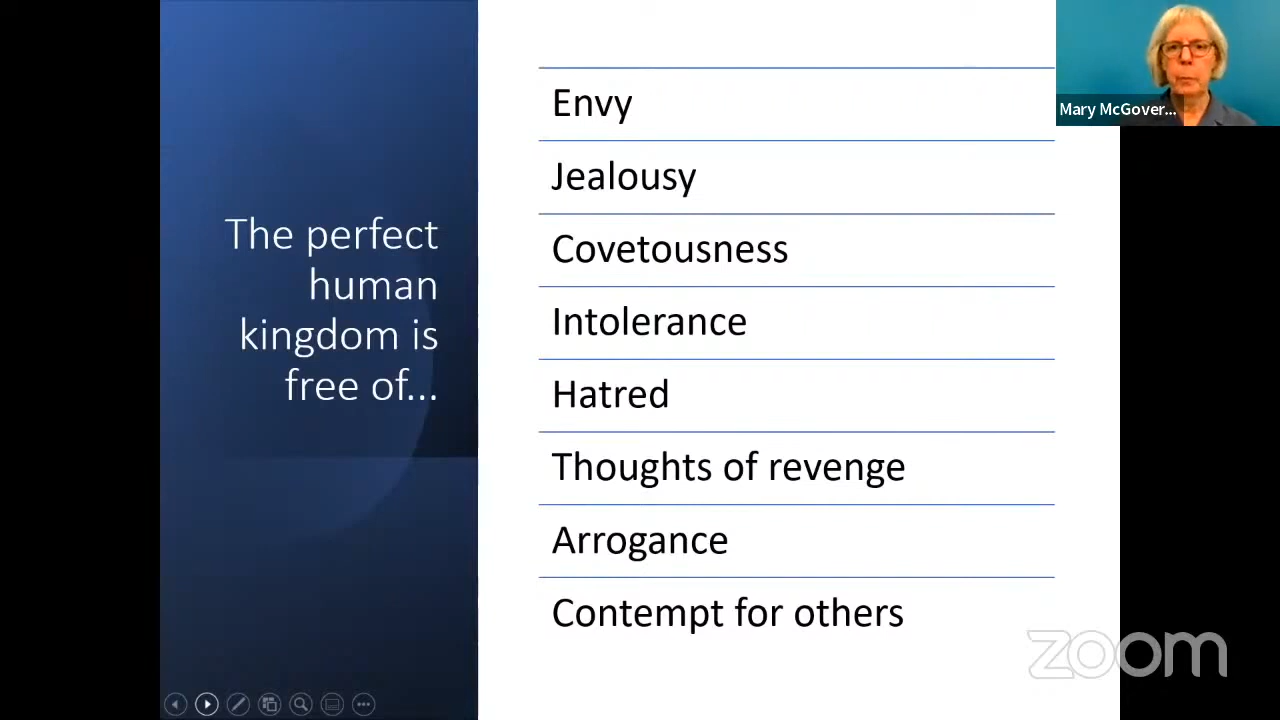 The perfect
human
kingdom is
free of...
Envy
Jealousy
Covetousness
Intolerance
Hatred
Thoughts of revenge
Arrogance
Contempt for others
Mary McGover...
zoom